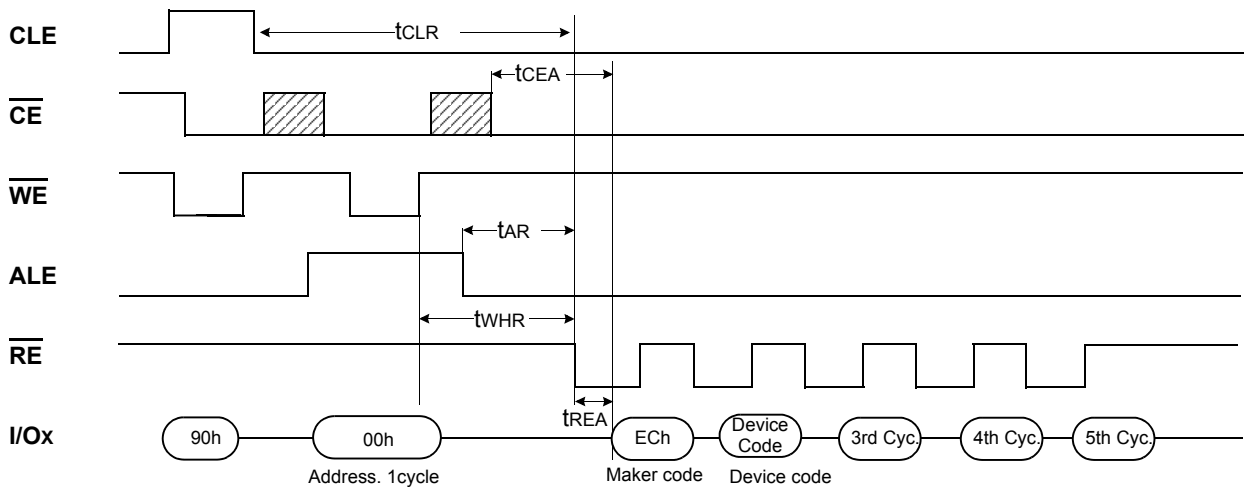 CLE
tCLR
tCEA
CE
WE
tAR
ALE
tWHR
RE
tREA
I/Ox
90h
00h
ECh
Device
Code
3rd Cyc.
4th Cyc.
5th Cyc.
Address. 1cycle
Maker code
Device code